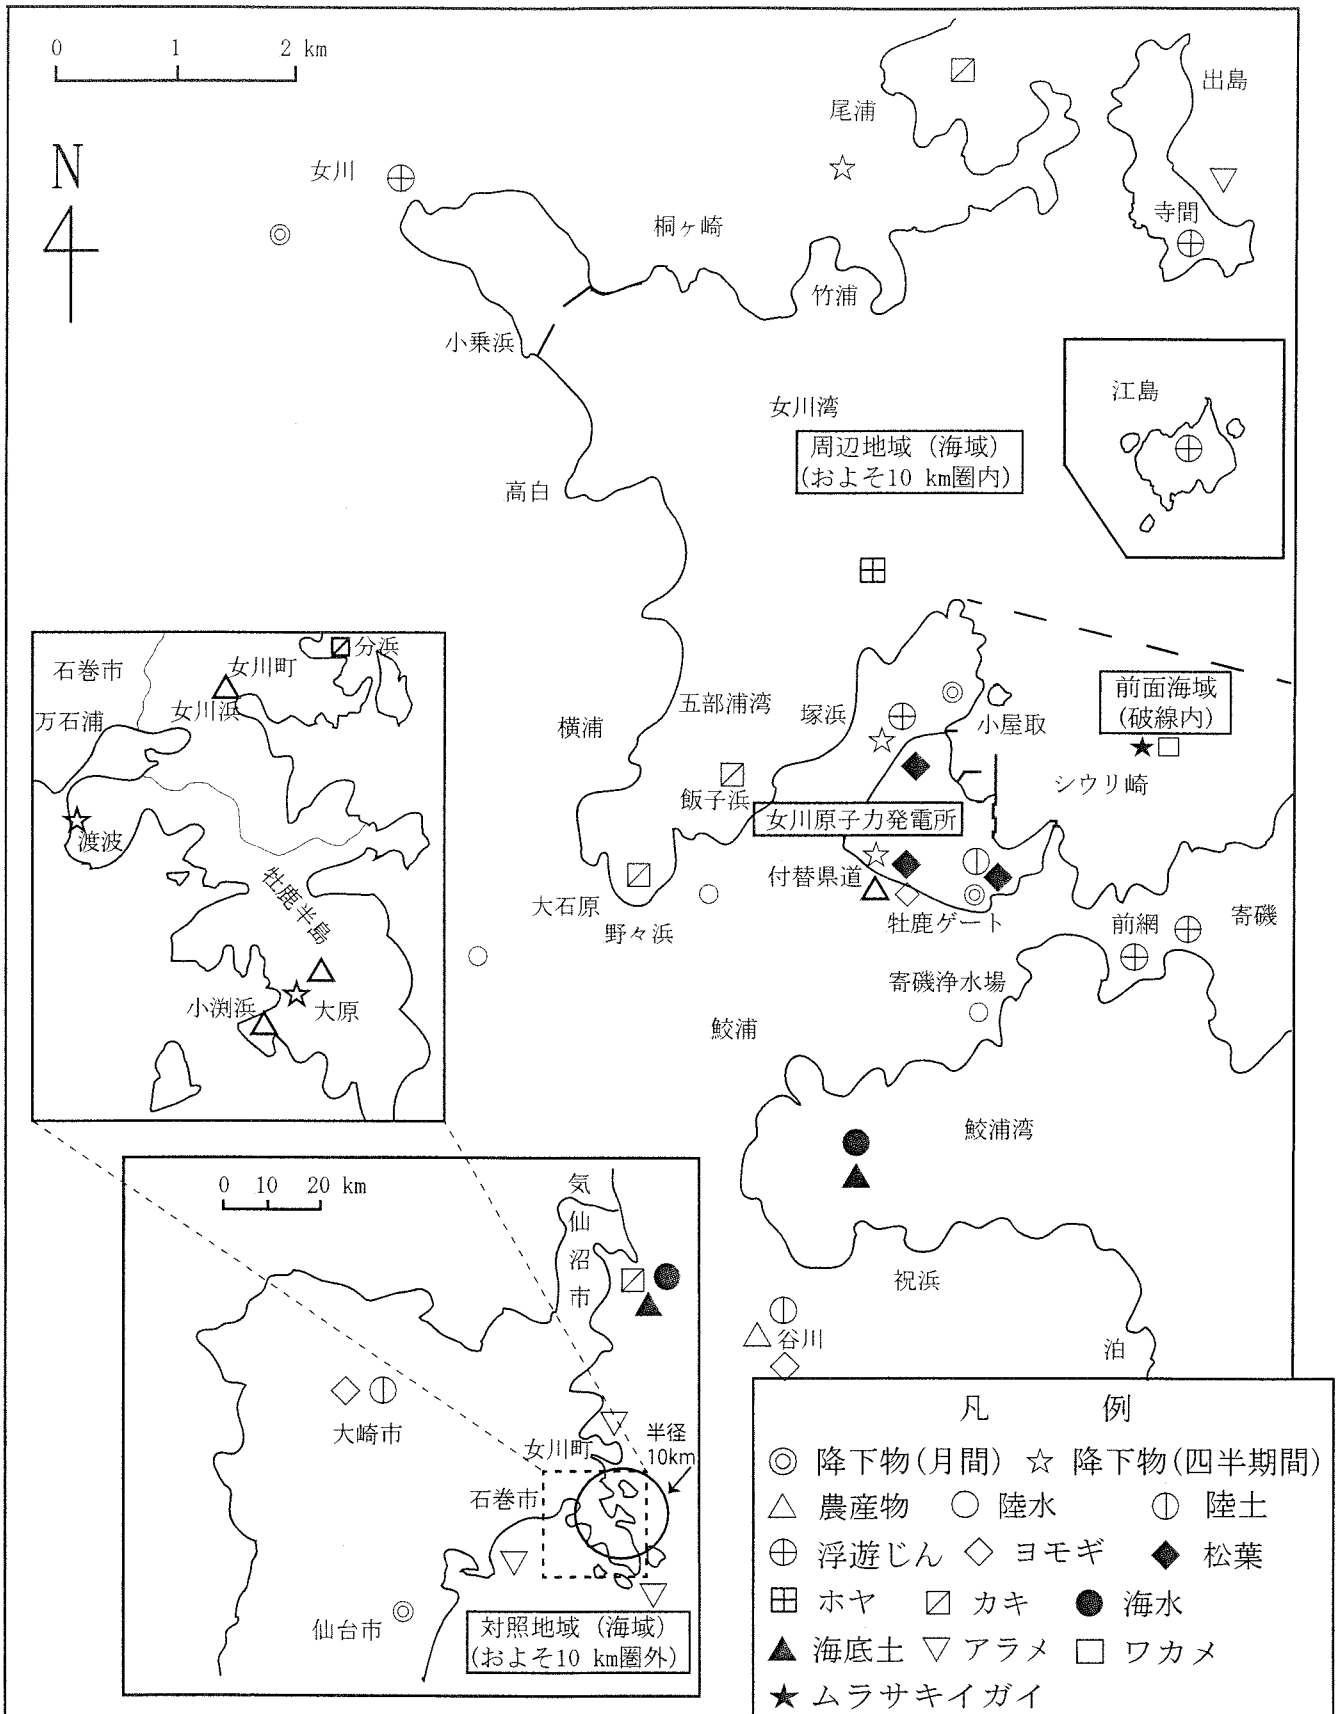 0 1 2 km
N
出島
尾浦
女川
寺間
桐ヶ崎
竹浦
小乗浜
江島
女川湾
周辺地域（海域）
(およそ10 km圏内)
高白
石巻市
女川町
分浜
万石浦
女川浜
渡波
牡鹿半島
小渕浜
大原
前面海域
(破線内)
五部浦湾
塚浜
小屋取
横浦
シウリ崎
飯子浜
女川原子力発電所
付替県道
大石原
野々浜
牡鹿ゲート
前網
寄磯
寄磯浄水場
鮫浦
鮫浦湾
祝浜
谷川
泊
0 10 20 km
気仙沼市
大崎市
女川町
半径
10km
石巻市
仙台市
対照地域（海域）
(およそ10 km圏外)
凡 例
◎ 降下物(月間) ☆ 降下物(四半期間)
△ 農産物 ○ 陸水 陸土
⊕ 浮遊じん ◇ ヨモギ ◆ 松葉
田 ホヤ カキ ● 海水
▲ 海底土 ▽ アラメ □ ワカメ
★ ムラサキイガイ